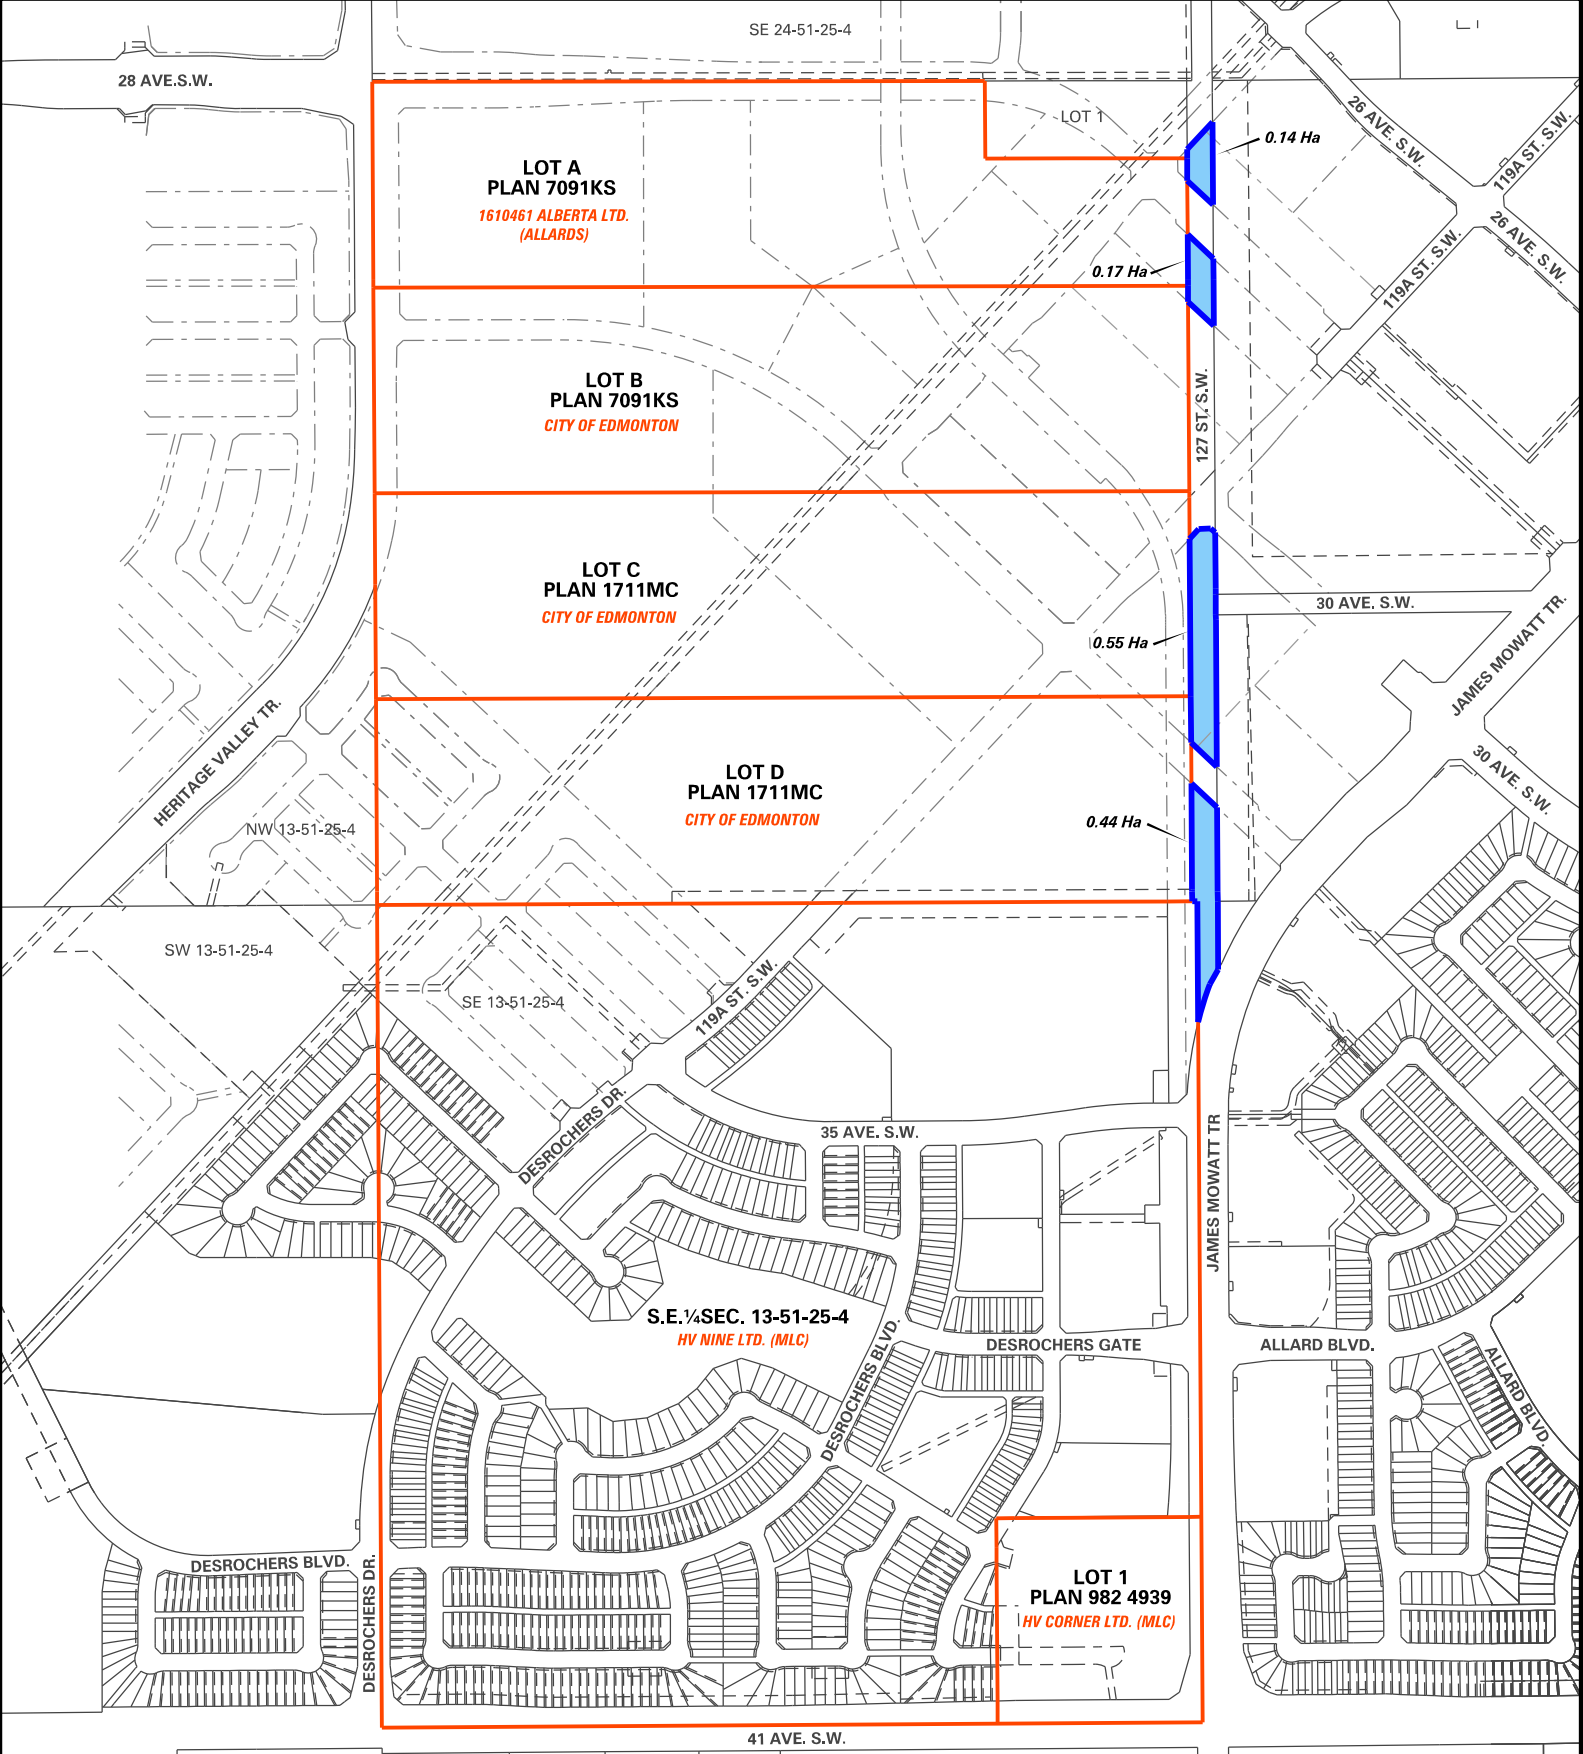 SE 24-51-25-4
28 AVE.S.W.
LOT 1
26 AVE. S.W.
119A ST. S.W.
0.14 Ha
LOT A
PLAN 7091KS
1610461 ALBERTA LTD.
(ALLARDS)
26 AVE. S.W.
119A ST. S.W.
0.17 Ha
LOT B
PLAN 7091KS
CITY OF EDMONTON
127 ST. S.W.
LOT C
PLAN 1711MC
CITY OF EDMONTON
30 AVE. S.W.
0.55 Ha
JAMES MOWATT TR.
HERITAGE VALLEY TR.
LOT D
PLAN 1711MC
CITY OF EDMONTON
30 AVE. S.W.
0.44 Ha
NW 13-51-25-4
SW 13-51-25-4
SE 13-51-25-4
119A ST. S.W.
DESROCHERS DR.
35 AVE. S.W.
JAMES MOWATT TR
S.E.¼SEC. 13-51-25-4
HV NINE LTD. (MLC)
DESROCHERS GATE
ALLARD BLVD.
DESROCHERS BLVD.
ALLARD BLVD.
DESROCHERS BLVD.
DESROCHERS DR.
LOT 1
PLAN 982 4939
HV CORNER LTD. (MLC)
41 AVE. S.W.